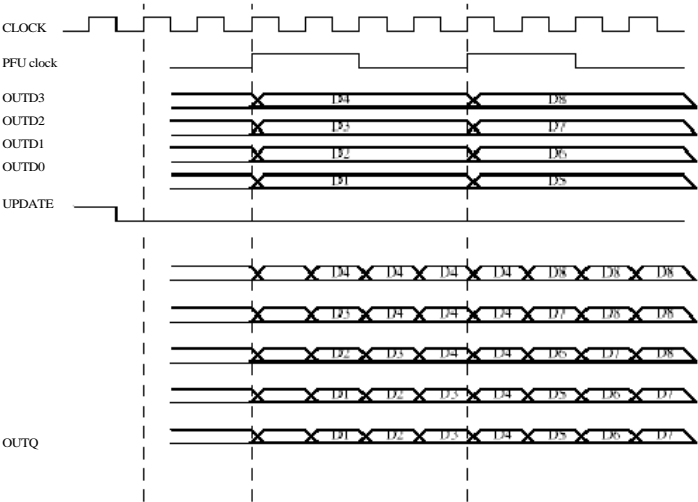 CLOCK
PFU clock
OUTD3 D4 D8
OUTD2 D3 D7
OUTD1 D2 D6
OUTD0 D1 D5
UPDATE
D4 D4 D4 D4 D8 D8 D8
D3 D4 D4 D4 D7 D8 D8
D2 D3 D4 D4 D6 D7 D8
D1 D2 D3 D4 D5 D6 D7
OUTQ D1 D2 D3 D4 D5 D6 D7